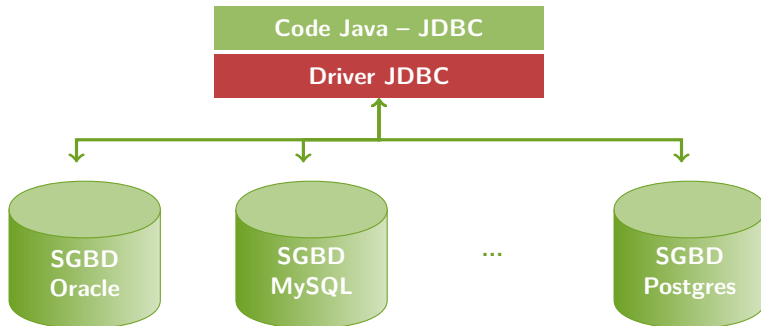 Code Java – JDBC
Driver JDBC
SGBD
Oracle
SGBD
MySQL
...
SGBD
Postgres